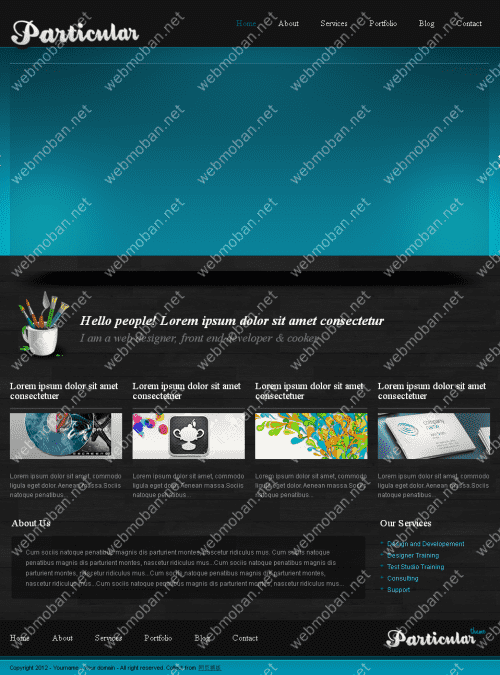 Particular
Home About Services Portfolio Blog Contact
Hello people! Lorem ipsum dolor sit amet consectetur
I am a web designer, front end developer & cooker
Lorem ipsum dolor sit amet consectetuer
Lorem ipsum dolor sit amet consectetuer
Lorem ipsum dolor sit amet consectetuer
Lorem ipsum dolor sit amet consectetuer
Lorem ipsum dolor sit amet, commodo
ligula eget dolor.Aenean massa.Sociis
natoque penatibus...
Lorem ipsum dolor sit amet, commodo
ligula eget dolor.Aenean massa.Sociis
natoque penatibus...
Lorem ipsum dolor sit amet, commodo
ligula eget dolor.Aenean massa.Sociis
natoque penatibus...
Lorem ipsum dolor sit amet, commodo
ligula eget dolor.Aenean massa.Sociis
natoque penatibus...
About Us
Cum sociis natoque penatibus magnis dis parturient montes, nascetur ridiculus mus. Cum sociis natoque
penatibus magnis dis parturient montes, nascetur ridiculus mus...Cum sociis natoque penatibus magnis dis
parturient montes, nascetur ridiculus mus...Cum sociis natoque penatibus magnis dis parturient montes,
nascetur ridiculus mus...Cum sociis natoque penatibus magnis dis parturient montes, nascetur ridiculus mus...
Our Services
Design and Developement
Designer Training
Test Studio Training
Consulting
Support
Home About Services Portfolio Blog Contact
Particular
Copyright 2012 - Yourname - your domain - All right reserved. Collect from
webmoban.net